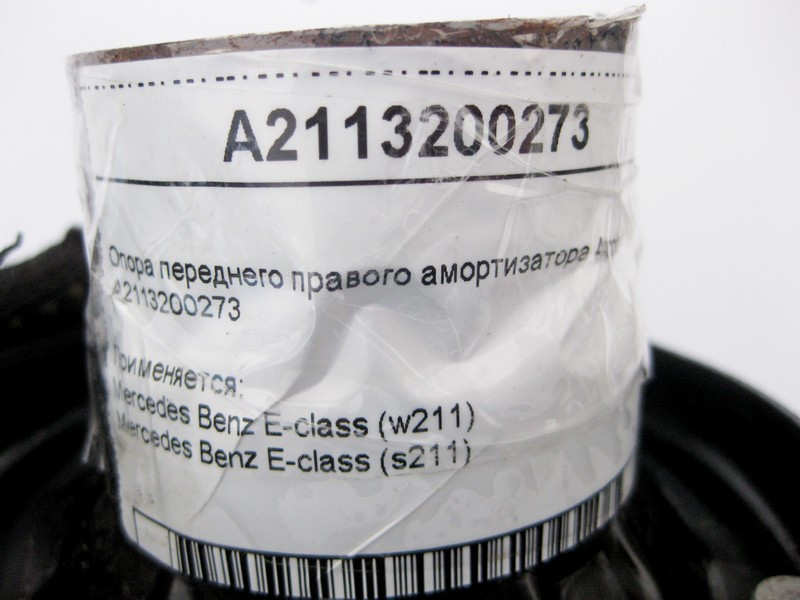 A2113200273
Опора переднего правого амортизатора
A2113200273
Применяется:
Mercedes Benz E-class (w211)
Mercedes Benz E-class (s211)